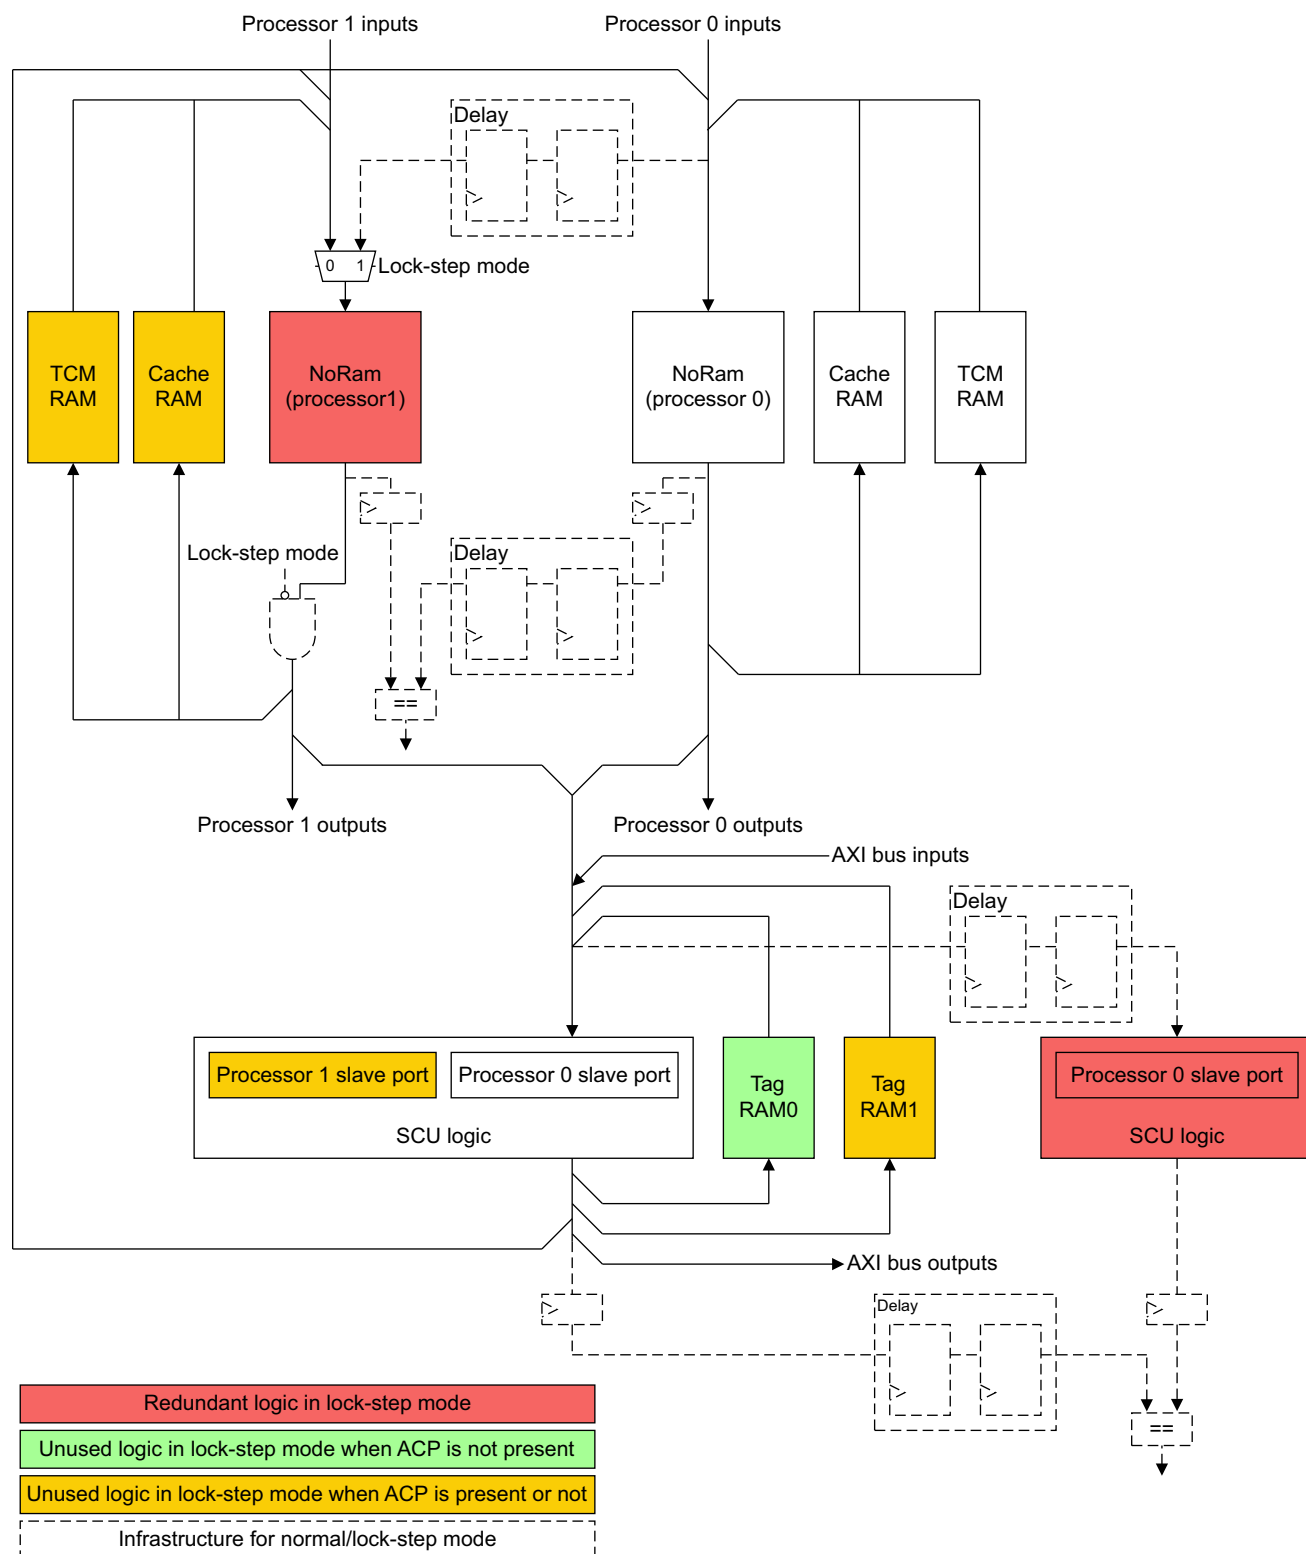 Processor 1 inputs
Processor 0 inputs
Delay
0 1
Lock-step mode
TCM
RAM
Cache
RAM
NoRam
(processor1)
NoRam
(processor 0)
Cache
RAM
TCM
RAM
Lock-step mode
Delay
==
Processor 1 outputs
Processor 0 outputs
AXI bus inputs
Delay
Processor 1 slave port
Processor 0 slave port
SCU logic
Tag
RAM0
Tag
RAM1
Processor 0 slave port
SCU logic
AXI bus outputs
Delay
==
Redundant logic in lock-step mode
Unused logic in lock-step mode when ACP is not present
Unused logic in lock-step mode when ACP is present or not
Infrastructure for normal/lock-step mode